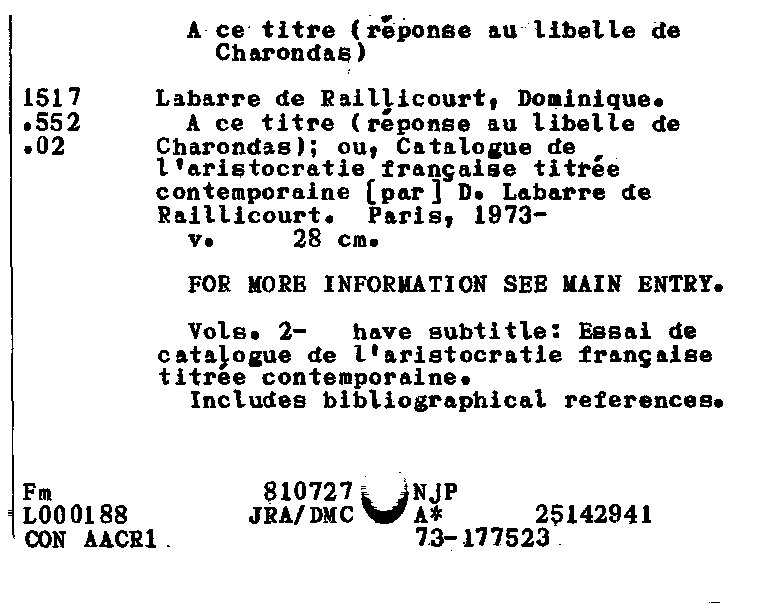 A ce titre (réponse au libelle de
Charondas)
1517 Labarre de Raillicourt, Dominique.
.552 A ce titre (réponse au libelle de
.02 Charondas); ou, Catalogue de
l'aristocratie française titrée
contemporaine [par] D. Labarre de
Raillicourt. Paris, 1973-
v. 28 cm.
FOR MORE INFORMATION SEE MAIN ENTRY.
Vols. 2- have subtitle: Essai de
catalogue de l'aristocratie française
titrée contemporaine.
Includes bibliographical references.
Fm 810727 NJP
L000188 JRA/DMC A* 25142941
CON AACR1 73-177523